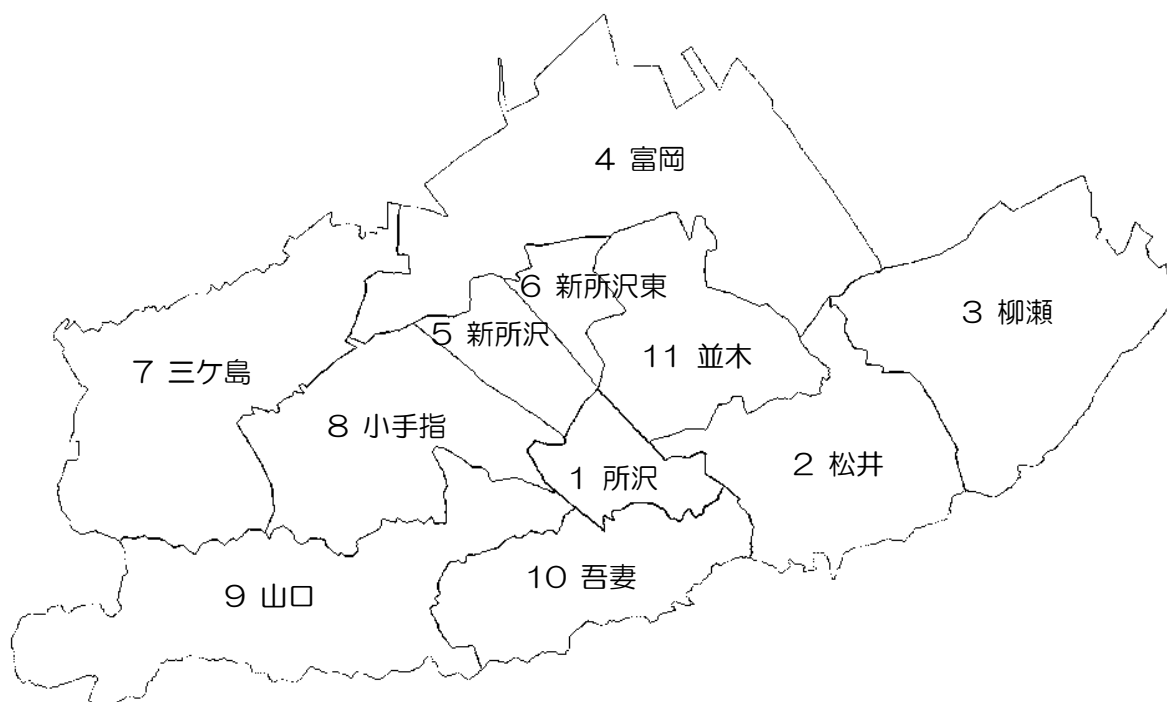 4 富岡
6 新所沢東
3 柳瀬
5 新所沢
11 並木
7 三ケ島
8 小手指
2 松井
1 所沢
10 吾妻
9 山口